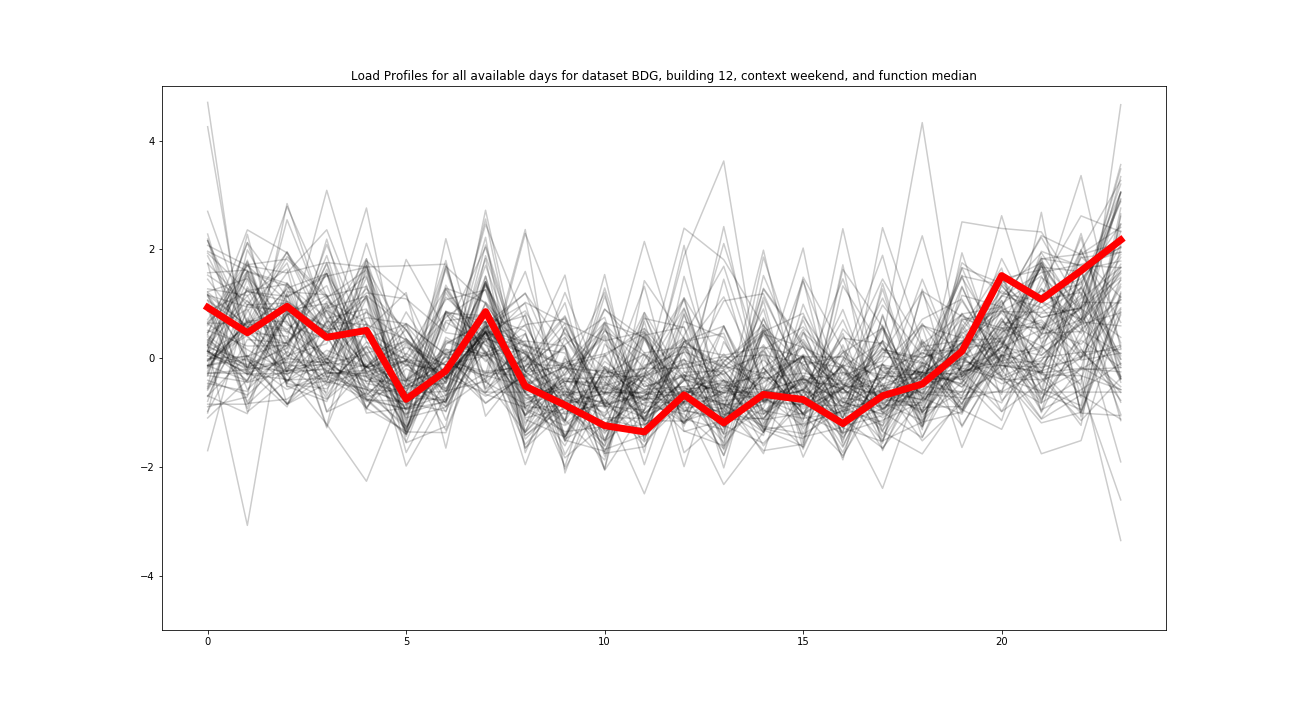 Load Profiles for all available days for dataset BDG, building 12, context weekend, and function median
4
2
0
−2
−4
0 5 10 15 20